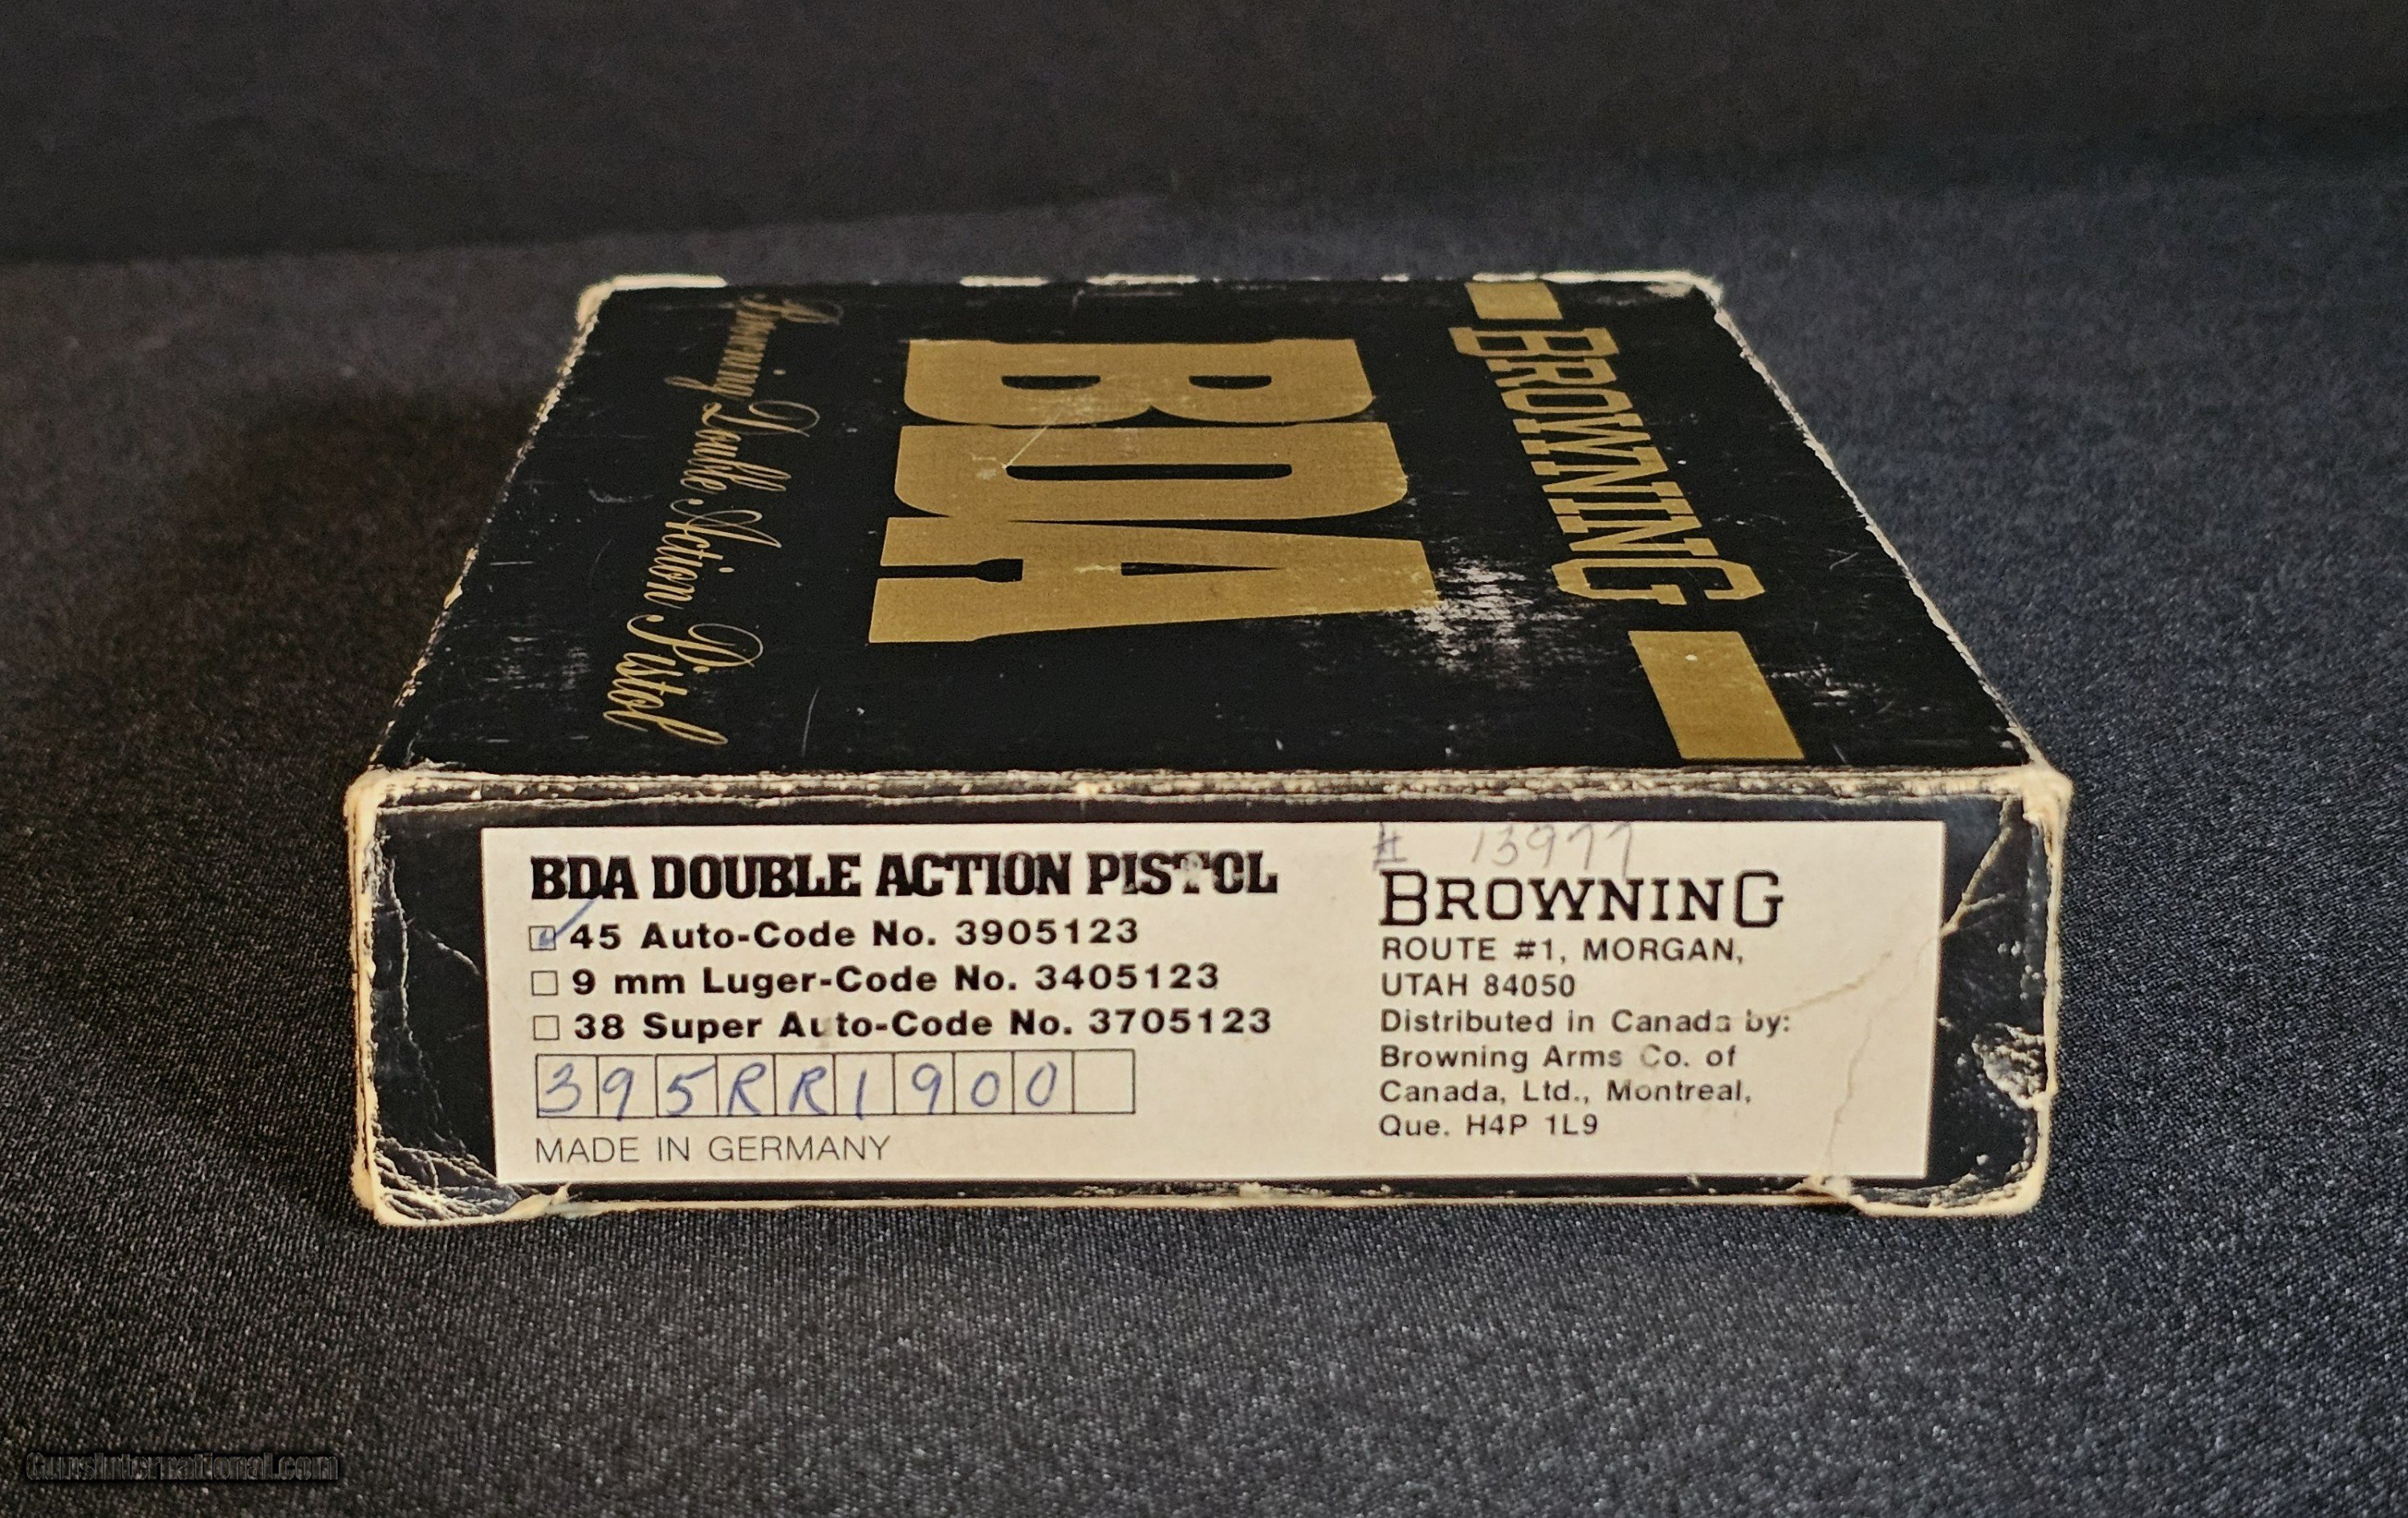 BROWNING
BDA
Browning Double Action Pistol
BDA DOUBLE ACTION PISTOL
45 Auto-Code No. 3905123
9 mm Luger-Code No. 3405123
38 Super Auto-Code No. 3705123
395RR1900
MADE IN GERMANY
# 13977
BROWNING
ROUTE #1, MORGAN,
UTAH 84050
Distributed in Canada by:
Browning Arms Co. of
Canada, Ltd., Montreal,
Que. H4P 1L9
GunsInternational.com